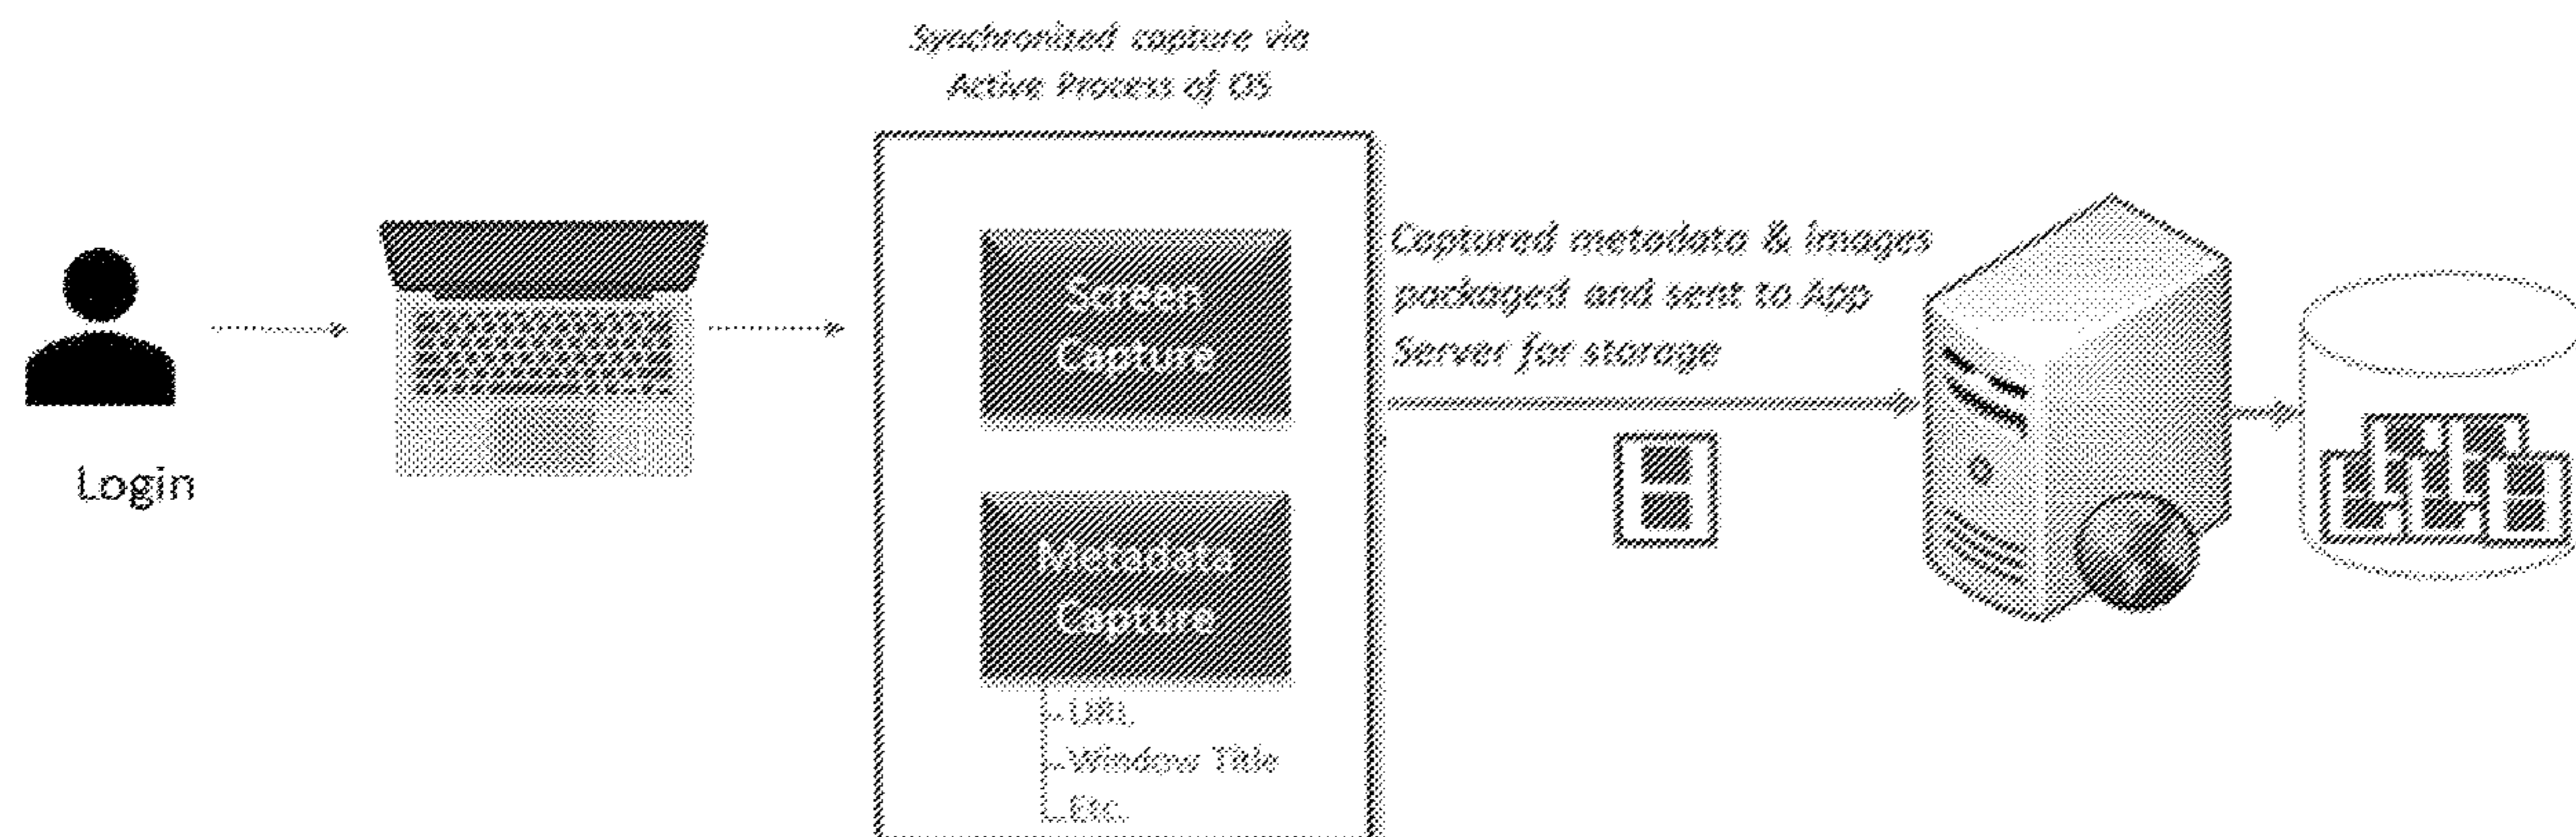 Synchronized capture via
Active Process of OS
Login
Screen
Capture
Metadata
Capture
URL
Window Title
Etc.
Captured metadata & images
packaged and sent to App
Server for storage